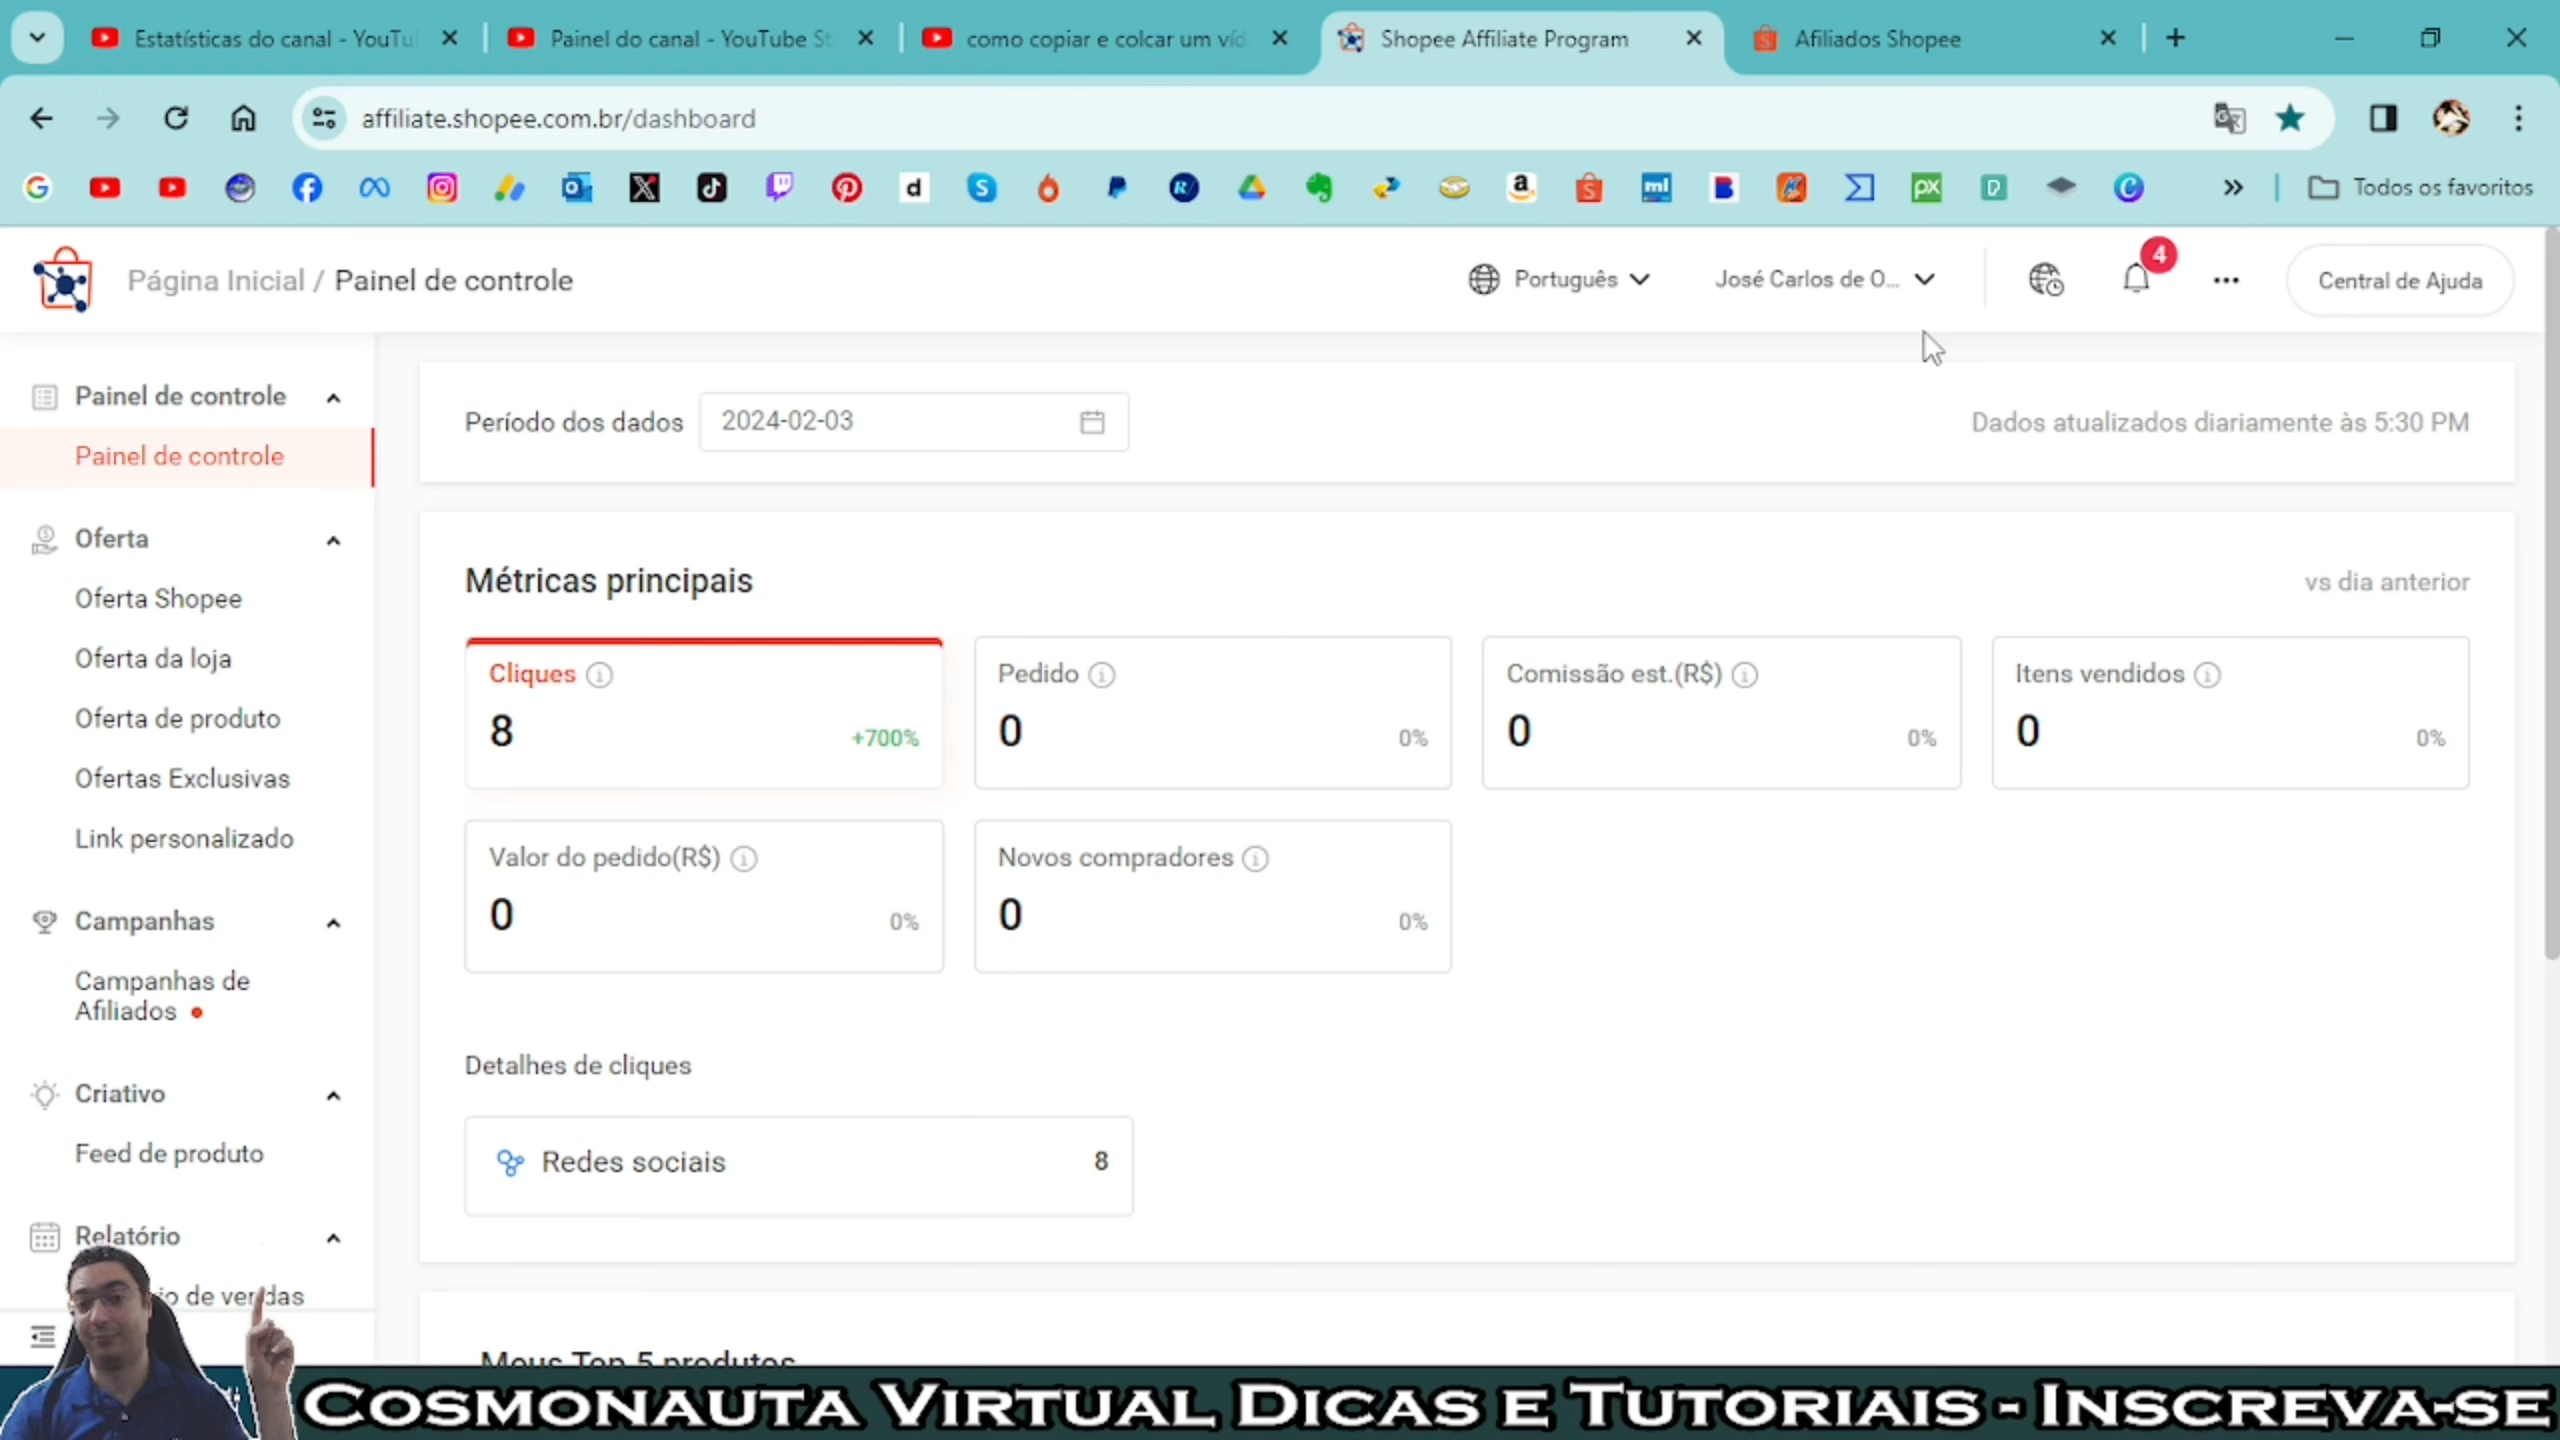 Estatísticas do canal - YouTu
Painel do canal - YouTube St
como copiar e colcar um víd
Shopee Affiliate Program
Afiliados Shopee
affiliate.shopee.com.br/dashboard
Todos os favoritos
Página Inicial / Painel de controle
Português
José Carlos de O...
4
Central de Ajuda
Painel de controle
Painel de controle
Oferta
Oferta Shopee
Oferta da loja
Oferta de produto
Ofertas Exclusivas
Link personalizado
Campanhas
Campanhas de
Afiliados
Criativo
Feed de produto
Relatório
io de vendas
Período dos dados
2024-02-03
Dados atualizados diariamente às 5:30 PM
Métricas principais
vs dia anterior
Cliques
8
+700%
Pedido
0
0%
Comissão est.(R$)
0
0%
Itens vendidos
0
0%
Valor do pedido(R$)
0
0%
Novos compradores
0
0%
Detalhes de cliques
Redes sociais
8
Meus Top 5 produtos
Cosmonauta Virtual Dicas e Tutoriais - Inscreva-se